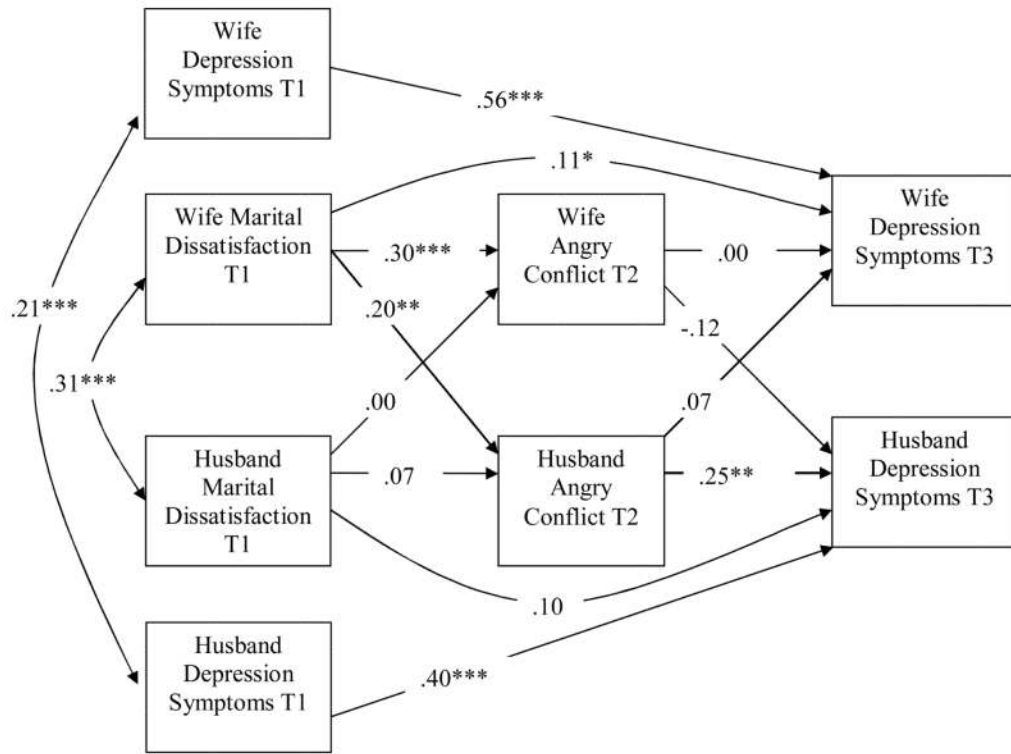 Wife
Depression
Symptoms T1
.56***
.11*
Wife Marital
Dissatisfaction
T1
.30***
Wife
Angry
Conflict T2
.00
Wife
Depression
Symptoms T3
.21***
.20**
-.12
.31***
.00
.07
Husband
Marital
Dissatisfaction
T1
.07
Husband
Angry
Conflict T2
.25**
Husband
Depression
Symptoms T3
.10
Husband
Depression
Symptoms T1
.40***